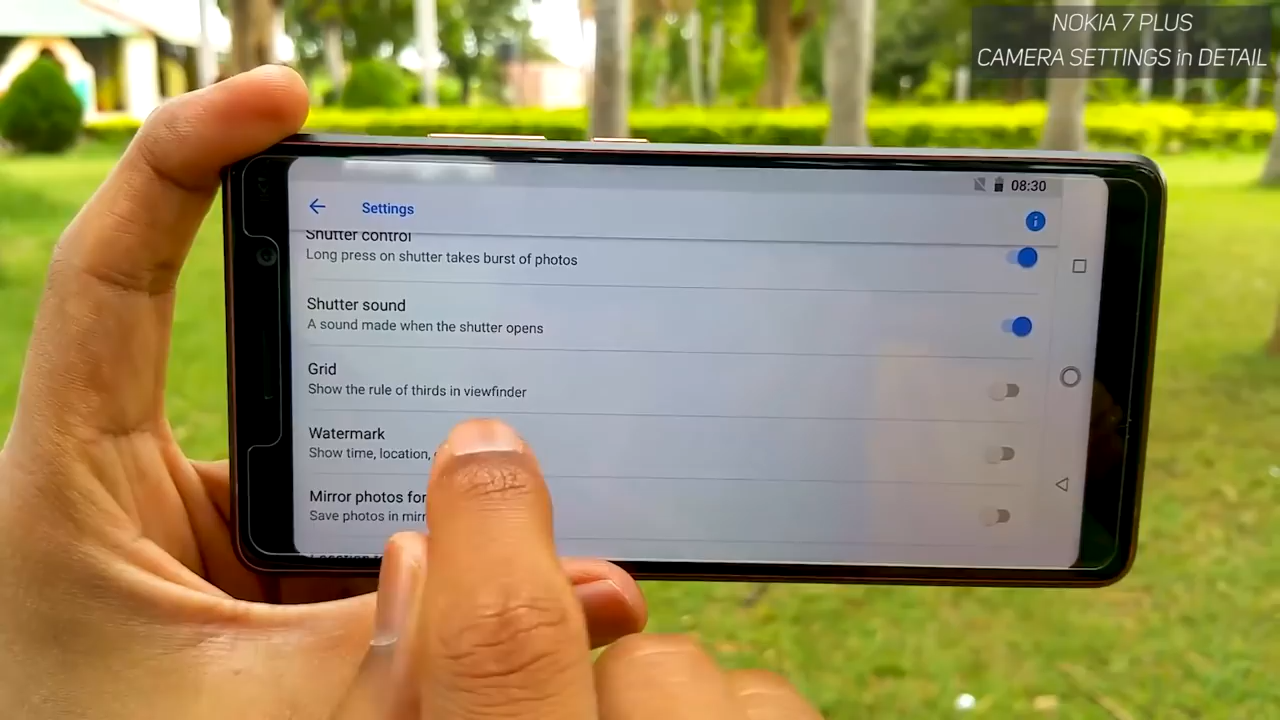 NOKIA 7 PLUS
CAMERA SETTINGS in DETAIL
08:30
Settings
Shutter control
Long press on shutter takes burst of photos
Shutter sound
A sound made when the shutter opens
Grid
Show the rule of thirds in viewfinder
Watermark
Show time, location,
Mirror photos for
Save photos in